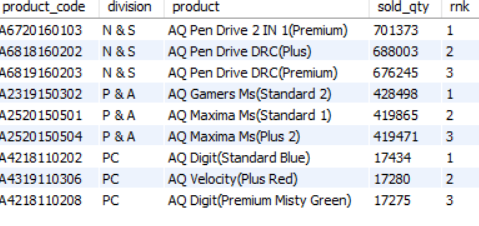 product_code division product sold_qty rnk
A6720160103 N & S AQ Pen Drive 2 IN 1(Premium) 701373 1
A6818160202 N & S AQ Pen Drive DRC(Plus) 688003 2
A6819160203 N & S AQ Pen Drive DRC(Premium) 676245 3
A2319150302 P & A AQ Gamers Ms(Standard 2) 428498 1
A2520150501 P & A AQ Maxima Ms(Standard 1) 419865 2
A2520150504 P & A AQ Maxima Ms(Plus 2) 419471 3
A4218110202 PC AQ Digit(Standard Blue) 17434 1
A4319110306 PC AQ Velocity(Plus Red) 17280 2
A4218110208 PC AQ Digit(Premium Misty Green) 17275 3